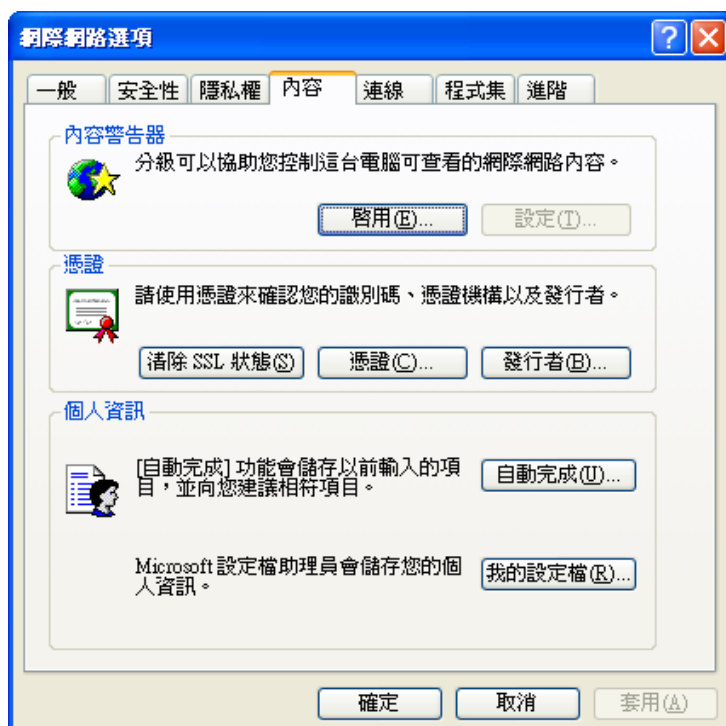 網際網路選項
一般 安全性 隱私權 內容 連線 程式集 進階
內容警告器
分級可以協助您控制這台電腦可查看的網際網路內容。
啓用(E)... 設定(T)...
憑證
請使用憑證來確認您的識別碼、憑證機構以及發行者。
清除 SSL 狀態(S) 憑證(C)... 發行者(B)...
個人資訊
[自動完成] 功能會儲存以前輸入的項
目，並向您建議相符項目。
自動完成(U)...
Microsoft 設定檔助理員會儲存您的個
人資訊。
我的設定檔(R)...
確定 取消 套用(A)